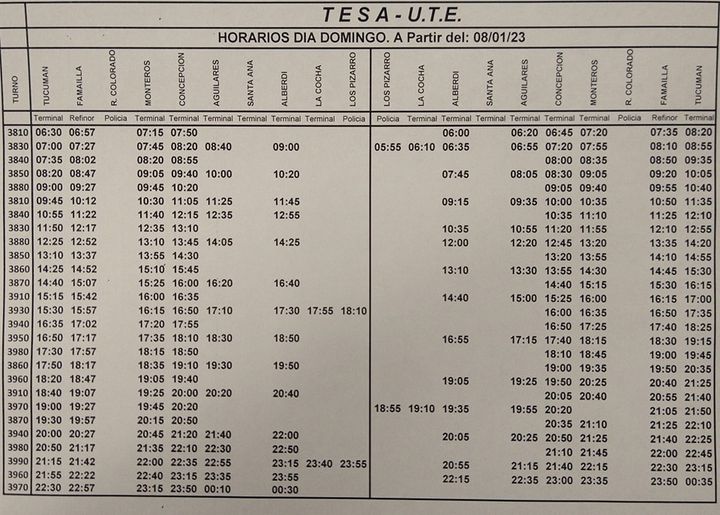 TESA - U.T.E.
HORARIOS DIA DOMINGO. A Partir del: 08/01/23
TURNO TUCUMAN FAMAILLA R. COLORADO MONTEROS CONCEPCION AGUILARES SANTA ANA ALBERDI LA COCHA LOS PIZARRO LOS PIZARRO LA COCHA ALBERDI SANTA ANA AGUILARES CONCEPCION MONTEROS R. COLORADO FAMAILLA TUCUMAN
Terminal Refinor Policia Terminal Terminal Terminal Terminal Terminal Terminal Policia Policia Terminal Terminal Terminal Terminal Terminal Terminal Policia Refinor Terminal
3810 06:30 06:57 07:15 07:50 06:00 06:20 06:45 07:20 07:35 08:20
3830 07:00 07:27 07:45 08:20 08:40 09:00 05:55 06:10 06:35 06:55 07:20 07:55 08:10 08:55
3840 07:35 08:02 08:20 08:55 08:00 08:35 08:50 09:35
3850 08:20 08:47 09:05 09:40 10:00 10:20 07:45 08:05 08:30 09:05 09:20 10:05
3880 09:00 09:27 09:45 10:20 09:05 09:40 09:55 10:40
3810 09:45 10:12 10:30 11:05 11:25 11:45 09:15 09:35 10:00 10:35 10:50 11:35
3840 10:55 11:22 11:40 12:15 12:35 12:55 10:35 11:10 11:25 12:10
3830 11:50 12:17 12:35 13:10 10:35 10:55 11:20 11:55 12:10 12:55
3880 12:25 12:52 13:10 13:45 14:05 14:25 12:00 12:20 12:45 13:20 13:35 14:20
3850 13:10 13:37 13:55 14:30 13:20 13:55 14:10 14:55
3860 14:25 14:52 15:10 15:45 13:10 13:30 13:55 14:30 14:45 15:30
3870 14:40 15:07 15:25 16:00 16:20 16:40 14:40 15:15 15:30 16:15
3910 15:15 15:42 16:00 16:35 14:40 15:00 15:25 16:00 16:15 17:00
3930 15:30 15:57 16:15 16:50 17:10 17:30 17:55 18:10 16:00 16:35 16:50 17:35
3940 16:35 17:02 17:20 17:55 16:50 17:25 17:40 18:25
3950 16:50 17:17 17:35 18:10 18:30 18:50 16:55 17:15 17:40 18:15 18:30 19:15
3980 17:30 17:57 18:15 18:50 18:10 18:45 19:00 19:45
3860 17:50 18:17 18:35 19:10 19:30 19:50 19:00 19:35 19:50 20:35
3960 18:20 18:47 19:05 19:40 19:05 19:25 19:50 20:25 20:40 21:25
3910 18:40 19:07 19:25 20:00 20:20 20:40 20:05 20:40 20:55 21:40
3970 19:00 19:27 19:45 20:20 18:55 19:10 19:35 19:55 20:20 21:05 21:50
3870 19:30 19:57 20:15 20:50 20:35 21:10 21:25 22:10
3940 20:00 20:27 20:45 21:20 21:40 22:00 20:05 20:25 20:50 21:25 21:40 22:25
3980 20:50 21:17 21:35 22:10 22:30 22:50 21:10 21:45 22:00 22:45
3990 21:15 21:42 22:00 22:35 22:55 23:15 23:40 23:55 20:55 21:15 21:40 22:15 22:30 23:15
3960 21:55 22:22 22:40 23:15 23:35 23:55 22:15 22:35 23:00 23:35 23:50 00:35
3970 22:30 22:57 23:15 23:50 00:10 00:30